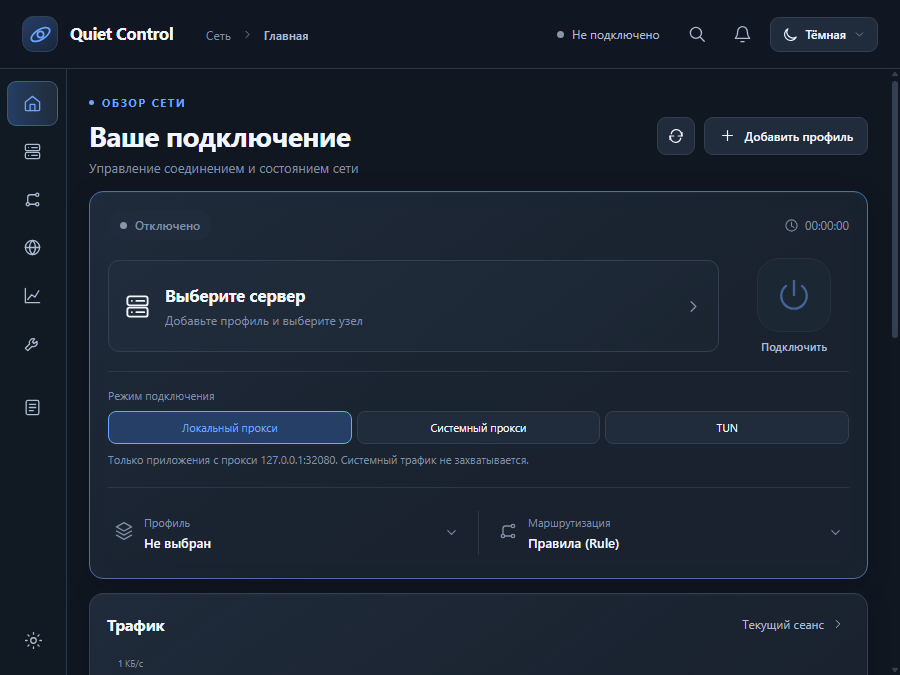 Quiet Control
Сеть
Главная
Не подключено
Тёмная
ОБЗОР СЕТИ
Ваше подключение
Управление соединением и состоянием сети
Добавить профиль
Отключено
00:00:00
Выберите сервер
Добавьте профиль и выберите узел
Подключить
Режим подключения
Локальный прокси
Системный прокси
TUN
Только приложения с прокси 127.0.0.1:32080. Системный трафик не захватывается.
Профиль
Не выбран
Маршрутизация
Правила (Rule)
Трафик
Текущий сеанс
1 КБ/с